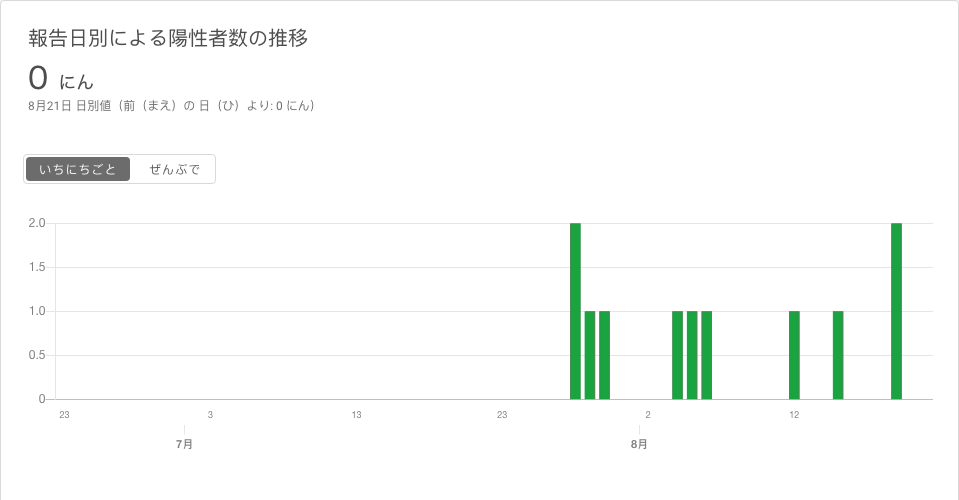 報告日別による陽性者数の推移
0 にん
8月21日 日別値（前（まえ）の 日（ひ）より: 0 にん）
いちにちごと ぜんぶで
2.0
1.5
1.0
0.5
0
23 3 13 23 2 12
7月 8月